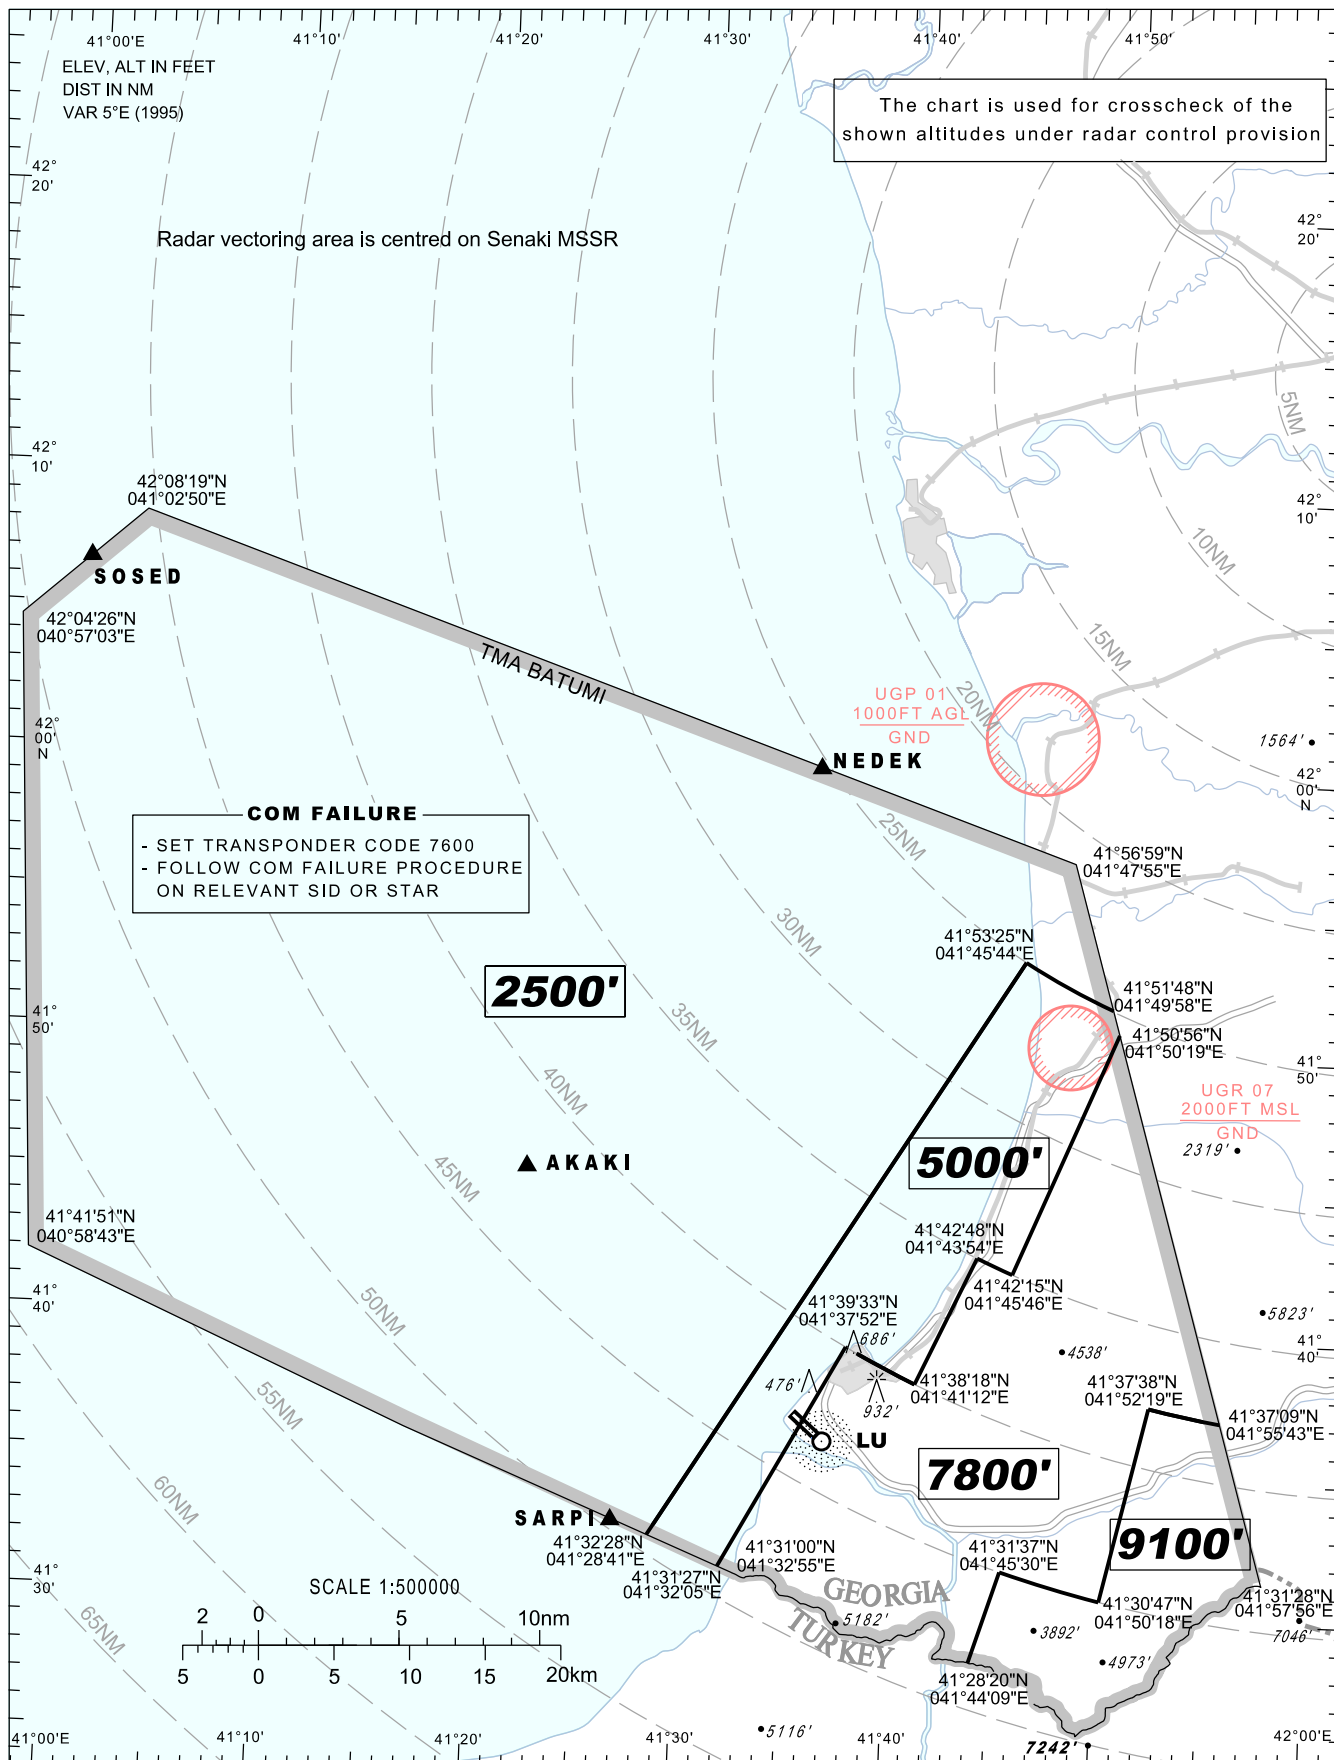 41°00'E
41°10'
41°20'
41°30'
41°40'
41°50'
ELEV, ALT IN FEET
DIST IN NM
VAR 5°E (1995)
The chart is used for crosscheck of the
shown altitudes under radar control provision
42°
20'
Radar vectoring area is centred on Senaki MSSR
42°
20'
5NM
42°
10'
42°08'19"N
041°02'50"E
42°
10'
10NM
SOSED
42°04'26"N
040°57'03"E
15NM
TMA BATUMI
UGP 01
1000FT AGL
GND
20NM
42°
00'
N
1564'
NEDEK
42°
00'
N
COM FAILURE
- SET TRANSPONDER CODE 7600
- FOLLOW COM FAILURE PROCEDURE
ON RELEVANT SID OR STAR
25NM
41°56'59"N
041°47'55"E
30NM
41°53'25"N
041°45'44"E
2500'
41°51'48"N
041°49'58"E
41°
50'
35NM
41°50'56"N
041°50'19"E
41°
50'
40NM
UGR 07
2000FT MSL
GND
2319'
5000'
AKAKI
45NM
41°41'51"N
040°58'43"E
41°42'48"N
041°43'54"E
41°42'15"N
041°45'46"E
41°
40'
50NM
41°39'33"N
041°37'52"E
686'
5823'
4538'
41°
40'
476'
932'
41°38'18"N
041°41'12"E
41°37'38"N
041°52'19"E
41°37'09"N
041°55'43"E
55NM
LU
7800'
60NM
SARPI
41°32'28"N
041°28'41"E
9100'
41°31'00"N
041°32'55"E
41°31'37"N
041°45'30"E
41°31'27"N
041°32'05"E
41°
30'
SCALE 1:500000
GEORGIA
TURKEY
41°30'47"N
041°50'18"E
41°31'28"N
041°57'56"E
7046'
2 0 5 10nm
5 0 5 10 15 20km
65NM
5182'
3892'
4973'
41°28'20"N
041°44'09"E
5116'
7242'
41°00'E
41°10'
41°20'
41°30'
41°40'
42°00'E